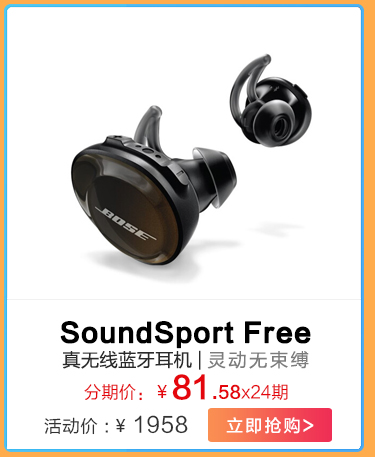 BOSE
SoundSport Free
真无线蓝牙耳机 | 灵动无束缚
分期价：¥ 81.58x24期
活动价：¥ 1958 立即抢购>